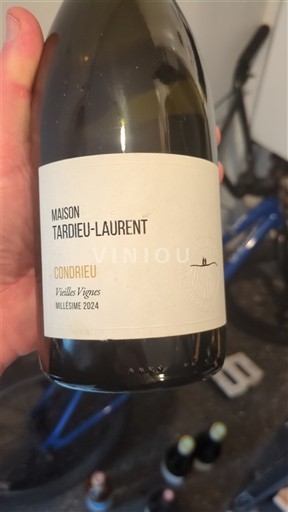 MAISON
TARDIEU-LAURENT
VINIOU
CONDRIEU
Vieilles Vignes
MILLÉSIME 2024